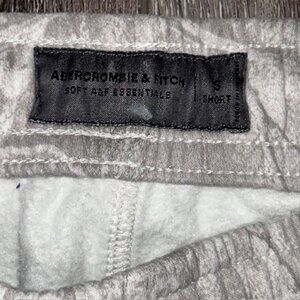 ABERCROMBIE & FITCH
SOFT A&F ESSENTIALS
S
SHORT